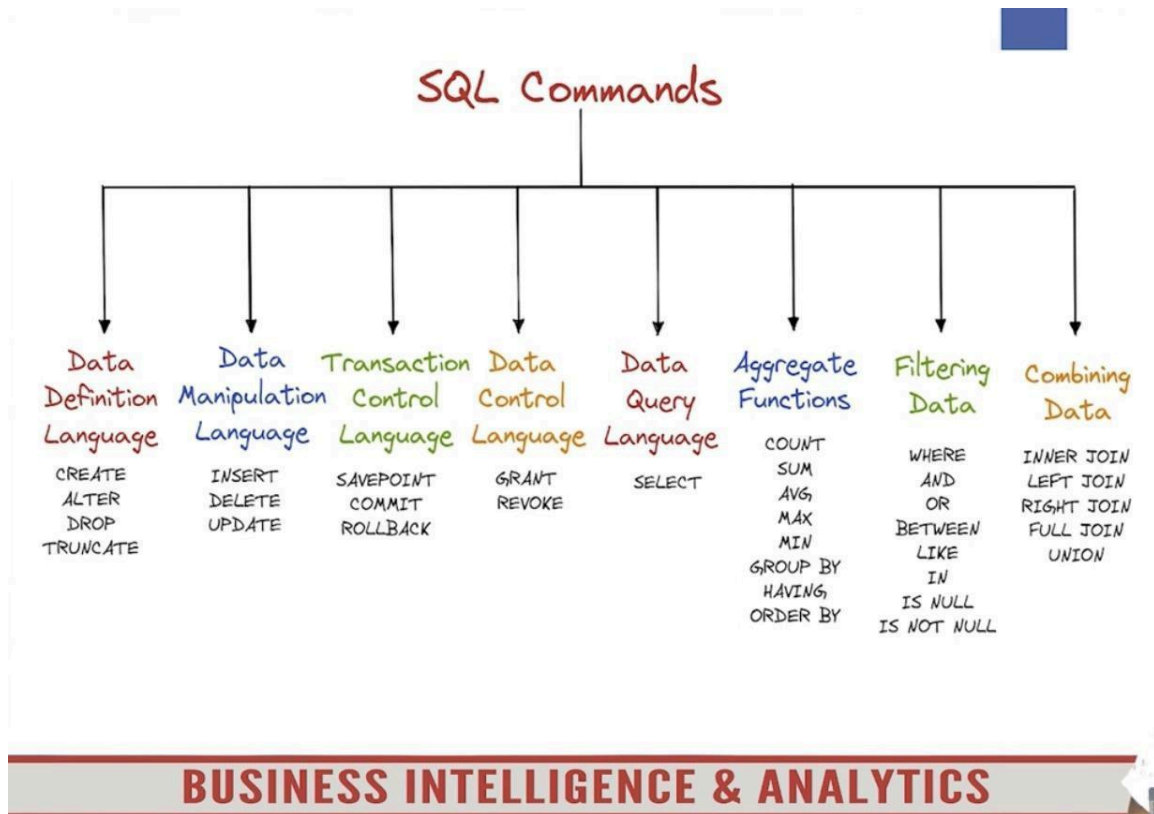 SQL Commands
Data
Definition
Language
CREATE
ALTER
DROP
TRUNCATE
Data
Manipulation
Language
INSERT
DELETE
UPDATE
Transaction
Control
Language
SAVEPOINT
COMMIT
ROLLBACK
Data
Control
Language
GRANT
REVOKE
Data
Query
Language
SELECT
Aggregate
Functions
COUNT
SUM
AVG
MAX
MIN
GROUP BY
HAVING
ORDER BY
Filtering
Data
WHERE
AND
OR
BETWEEN
LIKE
IN
IS NULL
IS NOT NULL
Combining
Data
INNER JOIN
LEFT JOIN
RIGHT JOIN
FULL JOIN
UNION
BUSINESS INTELLIGENCE & ANALYTICS